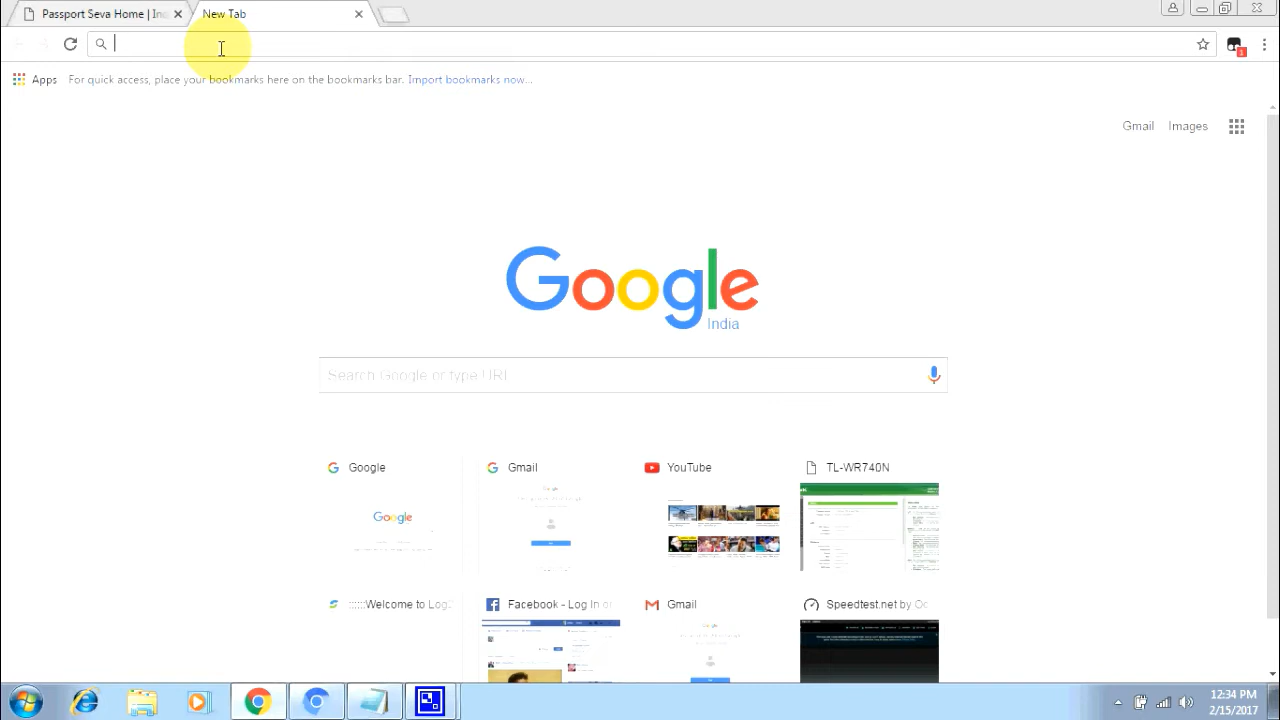 Passport Seva Home | In
New Tab
Apps For quick access, place your bookmarks here on the bookmarks bar. Import bookmarks now...
Gmail Images
Google
India
Search Google or type URL
Google Gmail YouTube TL-WR740N
Google
:::::Welcome to Log Facebook - Log In or Gmail Speedtest.net by Oo
1
12:34 PM
2/15/2017